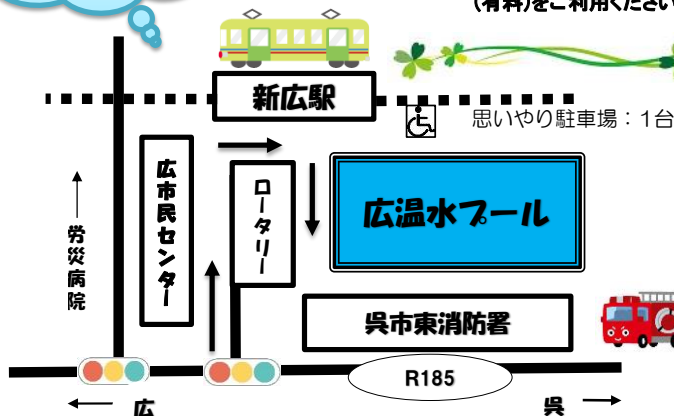 (有料)をご利用ください
新広駅
思いやり駐車場：1台
広市民センター
ロータリー
広温水プール
労災病院
呉市東消防署
R185
広
呉